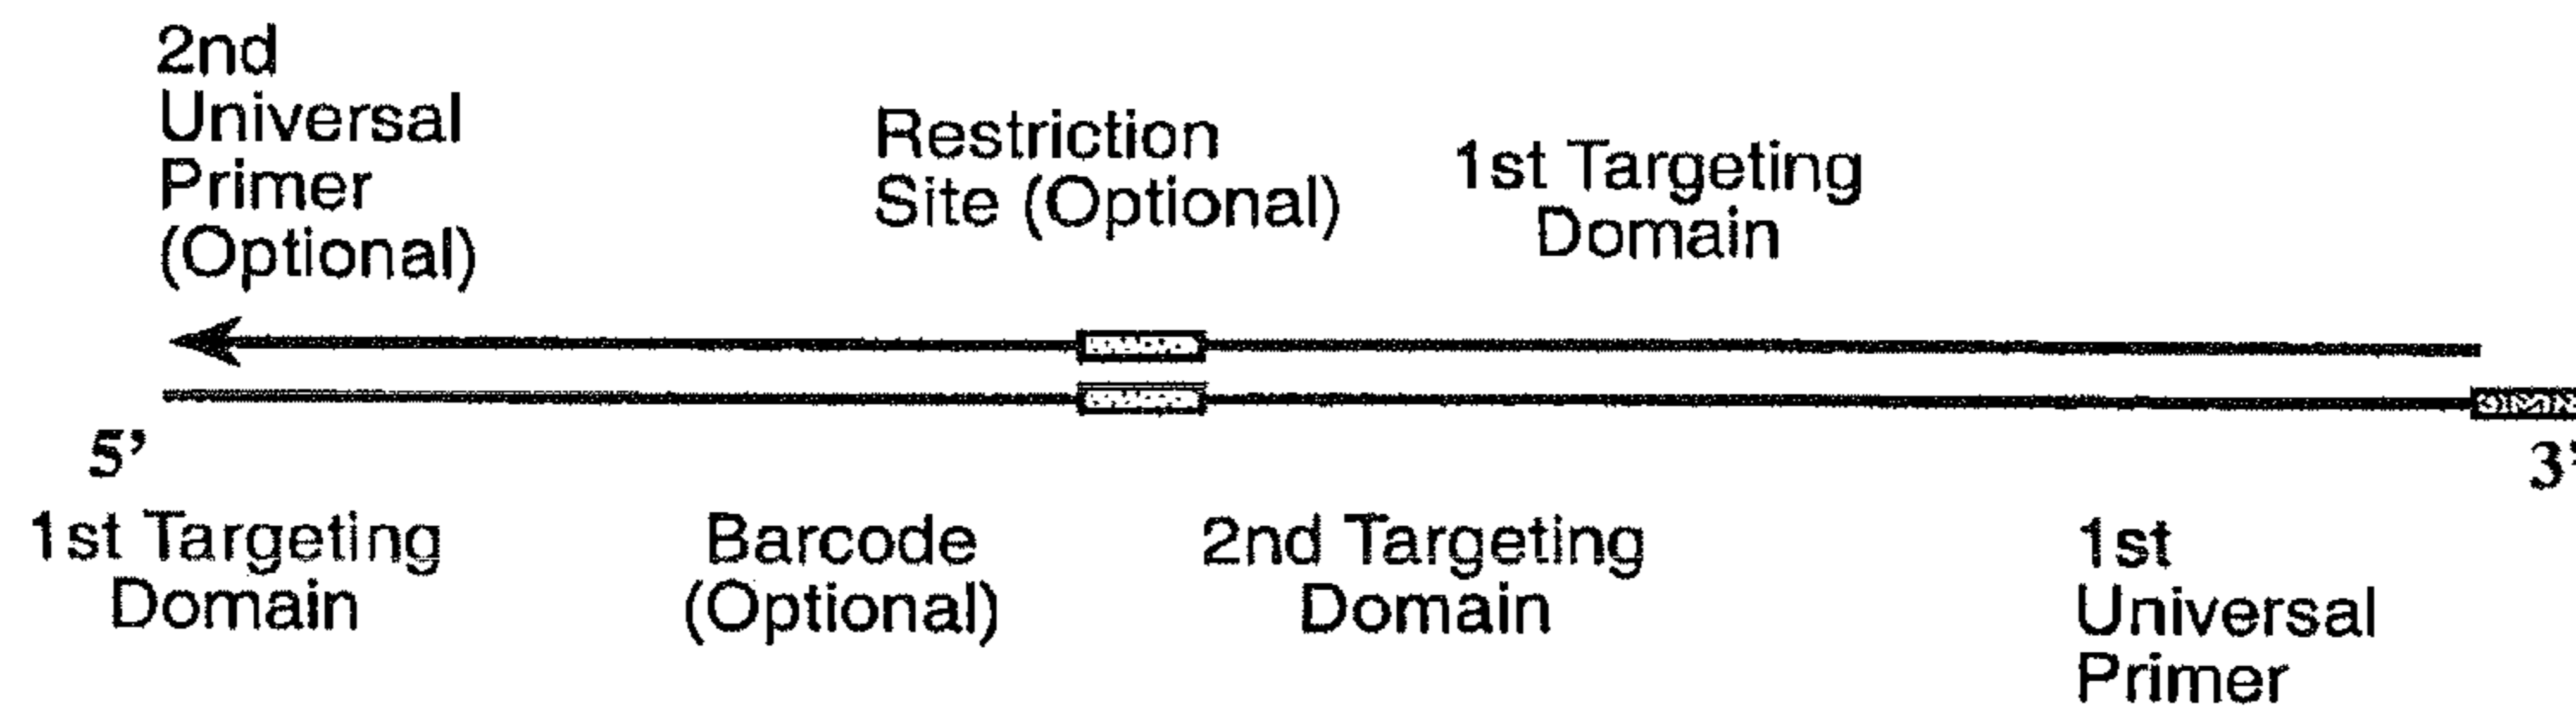 2nd
Universal
Primer
(Optional)
Restriction
Site (Optional)
1st Targeting
Domain
5’
3’
1st Targeting
Domain
Barcode
(Optional)
2nd Targeting
Domain
1st
Universal
Primer